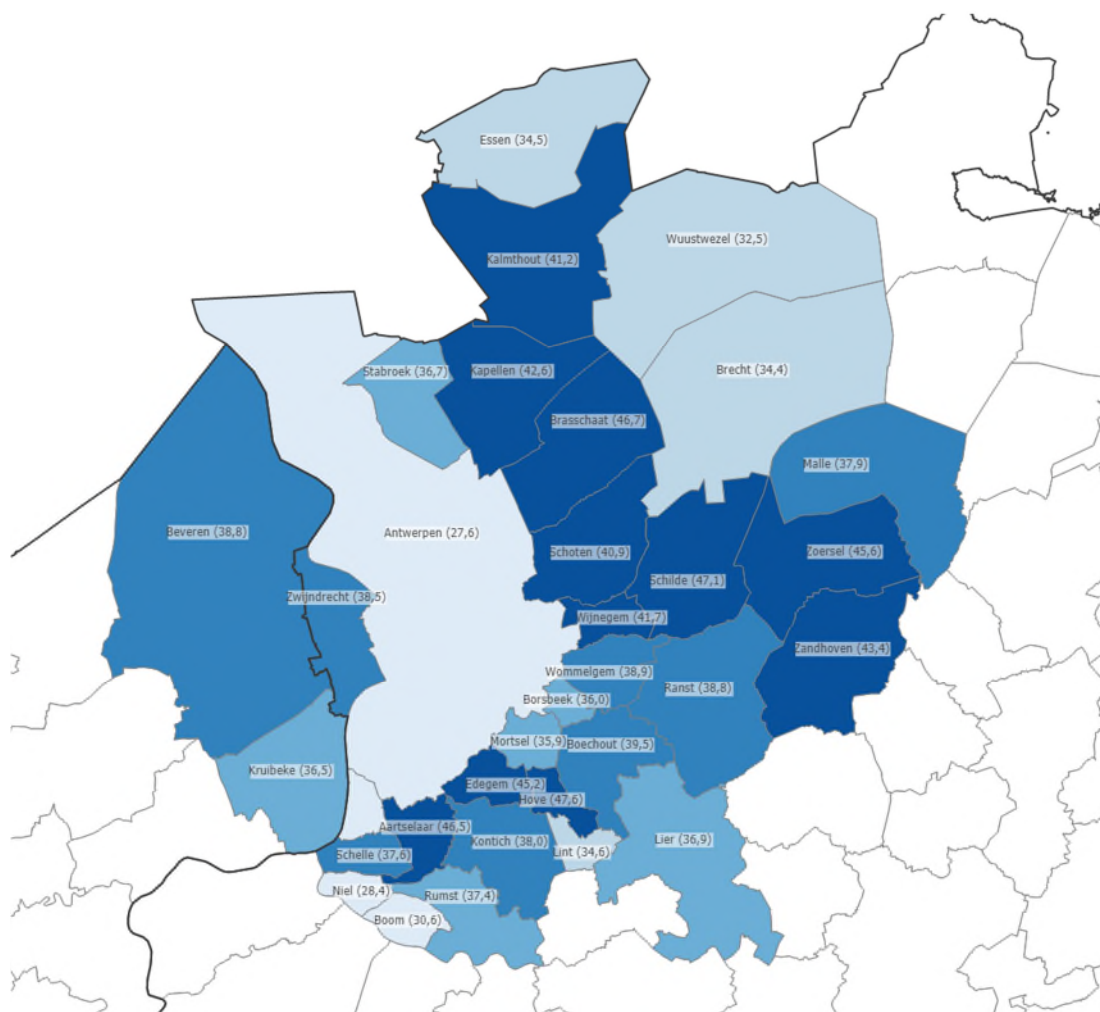 Essen (34,5)
Wuustwezel (32,5)
Kalmthout (41,2)
Stabroek (36,7)
Kapellen (42,6)
Brecht (34,4)
Brasschaat (46,7)
Malle (37,9)
Beveren (38,8)
Antwerpen (27,6)
Schoten (40,9)
Zoersel (45,6)
Schilde (47,1)
Zwijndrecht (38,5)
Wijnegem (41,7)
Zandhoven (43,4)
Wommelgem (38,9)
Ranst (38,8)
Borsbeek (36,0)
Mortsel (35,9)
Boechout (39,5)
Kruibeke (36,5)
Edegem (45,2)
Hove (47,6)
Aartselaar (46,5)
Kontich (38,0)
Lier (36,9)
Lint (34,6)
Schelle (37,6)
Niel (28,4)
Rumst (37,4)
Boom (30,6)